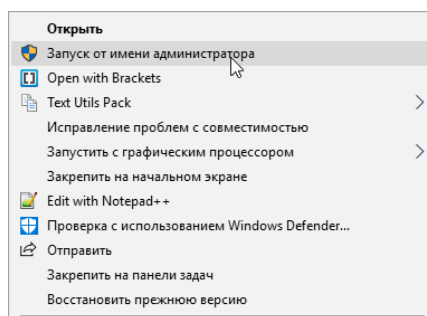 Открыть
Запуск от имени администратора
Open with Brackets
Text Utils Pack
Исправление проблем с совместимостью
Запустить с графическим процессором
Закрепить на начальном экране
Edit with Notepad++
Проверка с использованием Windows Defender...
Отправить
Закрепить на панели задач
Восстановить прежнюю версию